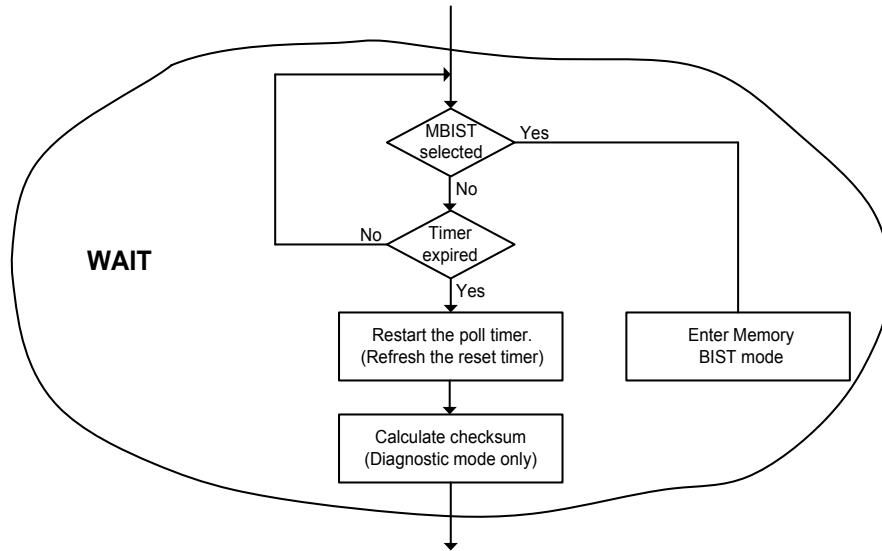 MBIST
selected
Yes
No
Timer
expired
No
WAIT
Yes
Restart the poll timer.
(Refresh the reset timer)
Enter Memory
BIST mode
Calculate checksum
(Diagnostic mode only)